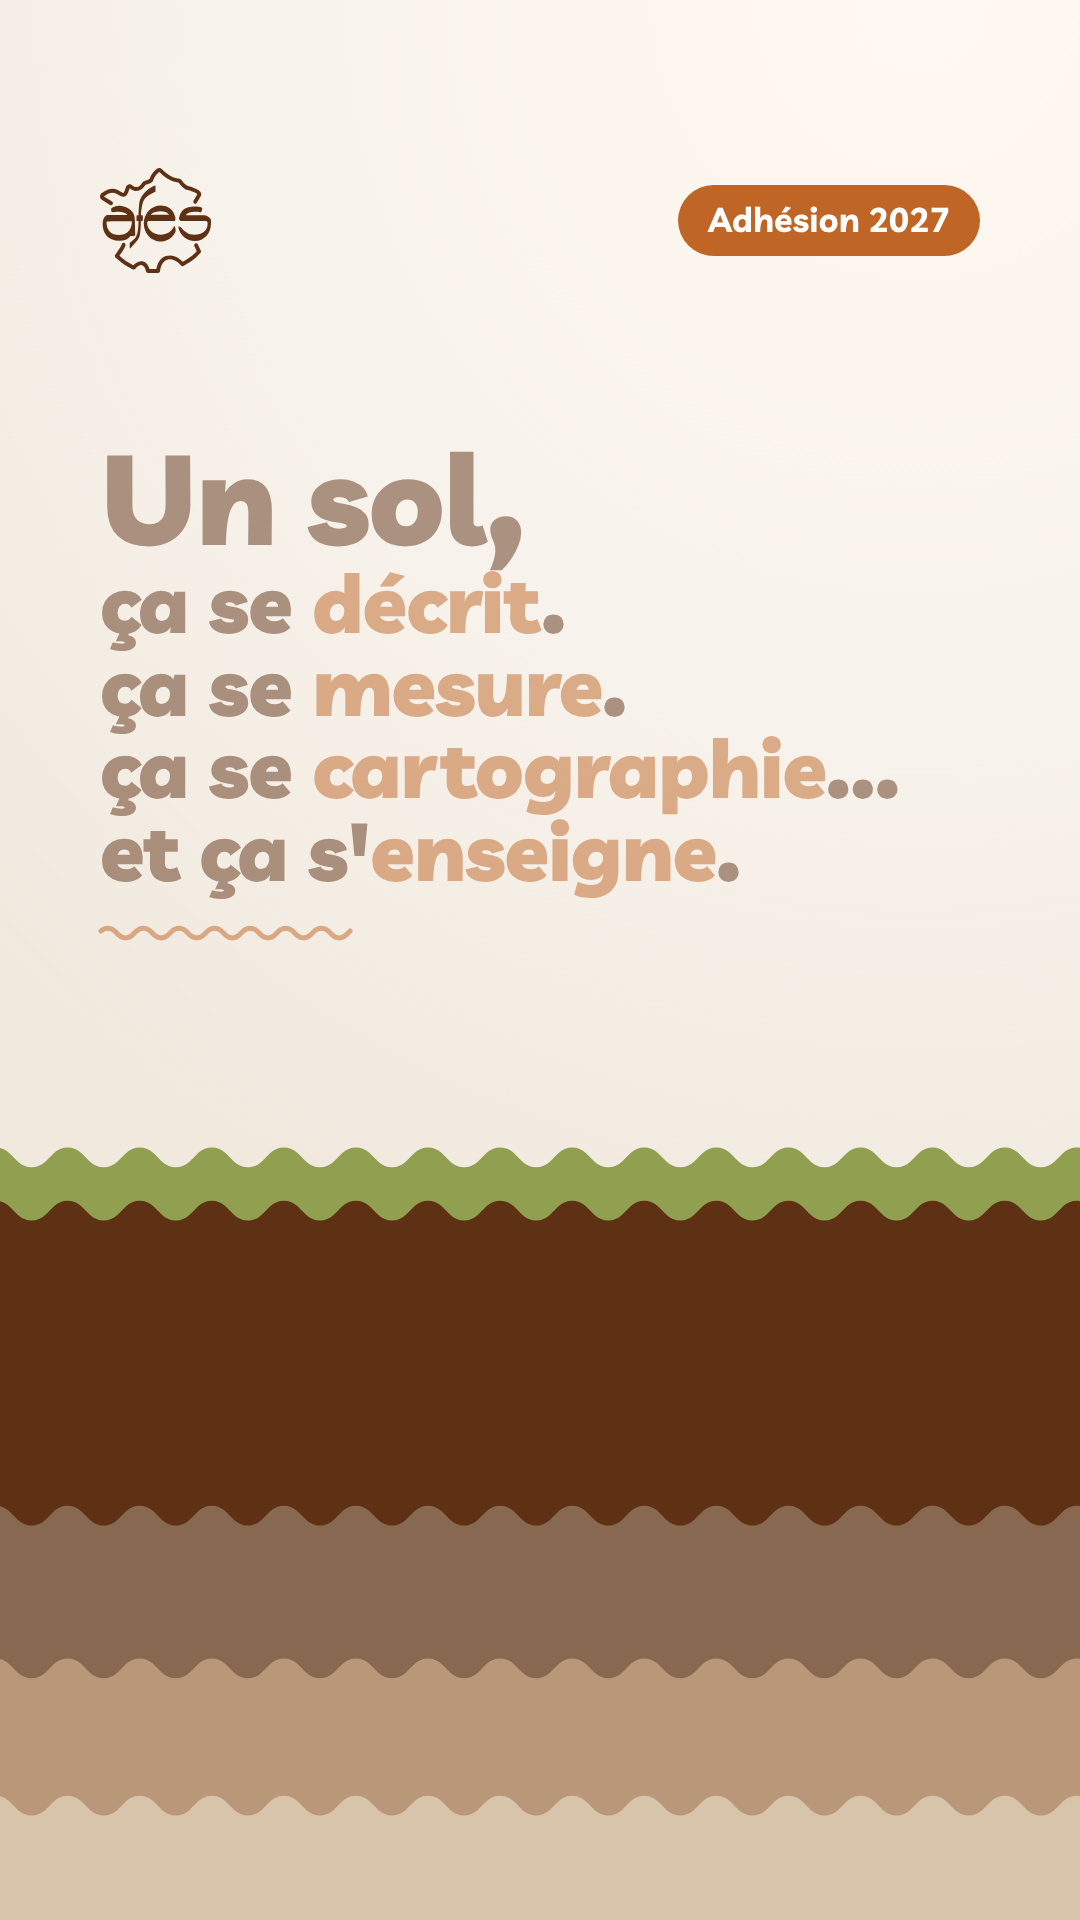 afes
Adhésion 2027
Un sol,
ça se décrit.
ça se mesure.
ça se cartographie...
et ça s'enseigne.